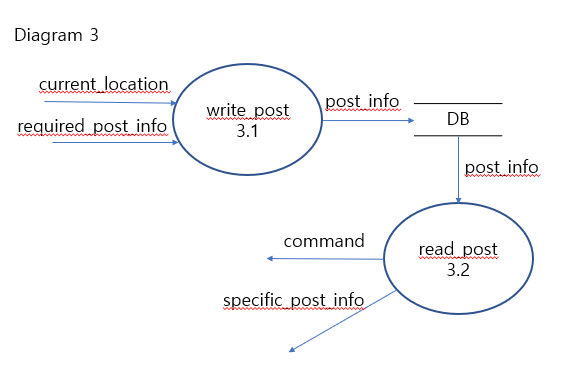 Diagram 3
current_location
required_post_info
write_post
3.1
post_info
DB
post_info
command
read_post
3.2
specific_post_info